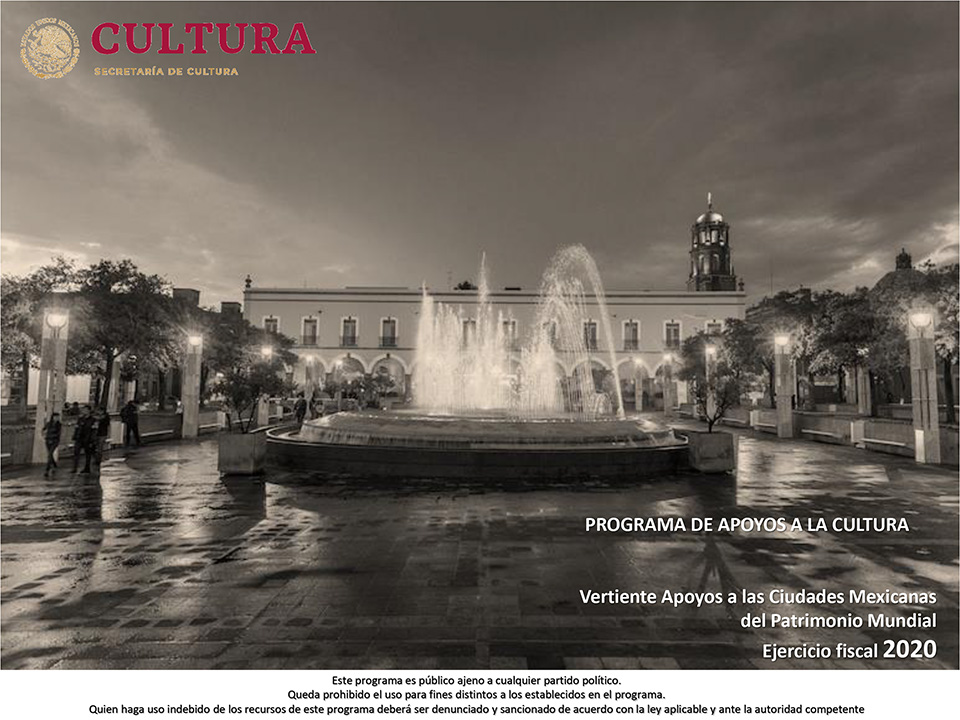 CULTURA
SECRETARÍA DE CULTURA
PROGRAMA DE APOYOS A LA CULTURA
Vertiente Apoyos a las Ciudades Mexicanas
del Patrimonio Mundial
Ejercicio fiscal 2020
Este programa es público ajeno a cualquier partido político.
Queda prohibido el uso para fines distintos a los establecidos en el programa.
Quien haga uso indebido de los recursos de este programa deberá ser denunciado y sancionado de acuerdo con la ley aplicable y ante la autoridad competente